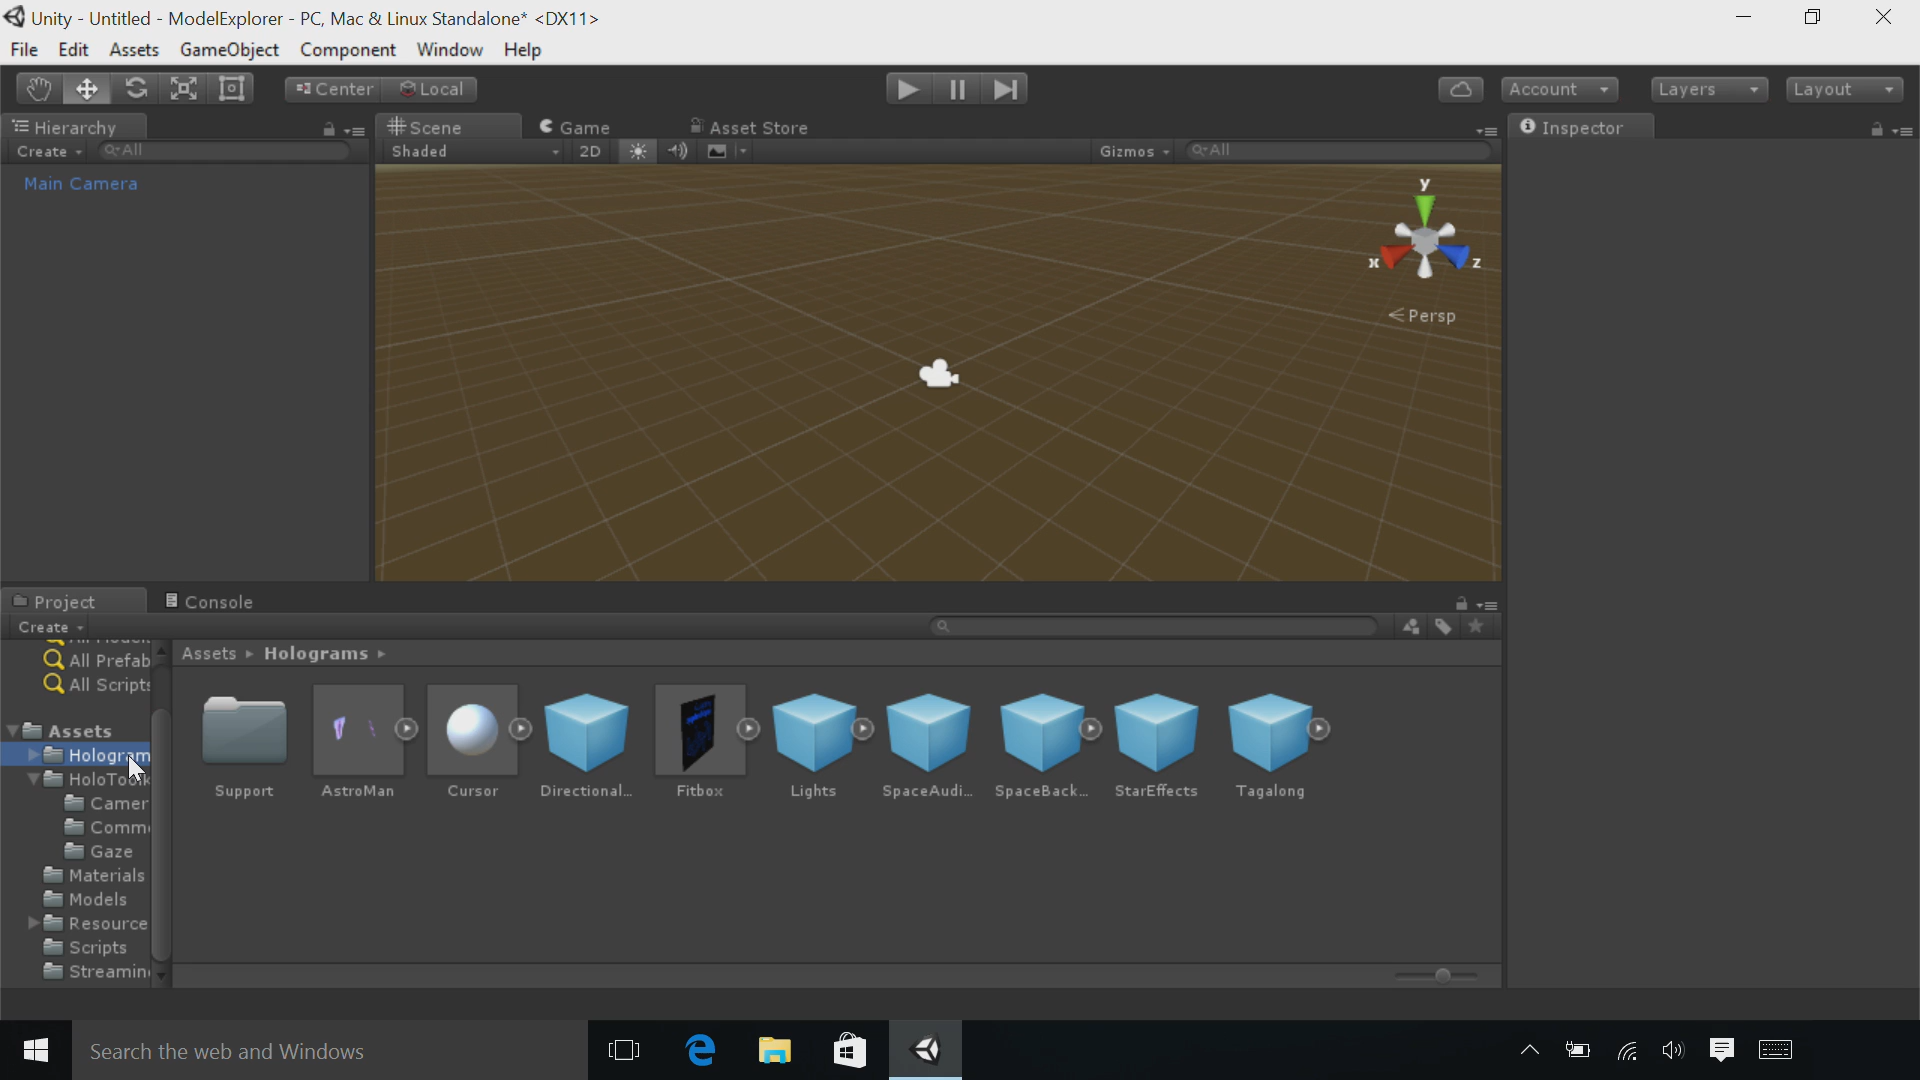 Unity - Untitled - ModelExplorer - PC, Mac & Linux Standalone* <DX11>
File Edit Assets GameObject Component Window Help
Center Local Account Layers Layout
Hierarchy Scene Game Asset Store Inspector
Create All Shaded 2D Gizmos All
Main Camera
y
x z
Persp
Project Console
Create
All Prefab
All Scripts
Assets Holograms
Assets
Hologram
HoloToolk
Camer
Comm
Gaze
Materials
Models
Resource
Scripts
Streamin
Support AstroMan Cursor Directional... Fitbox Lights SpaceAudi... SpaceBack... StarEffects Tagalong
Search the web and Windows